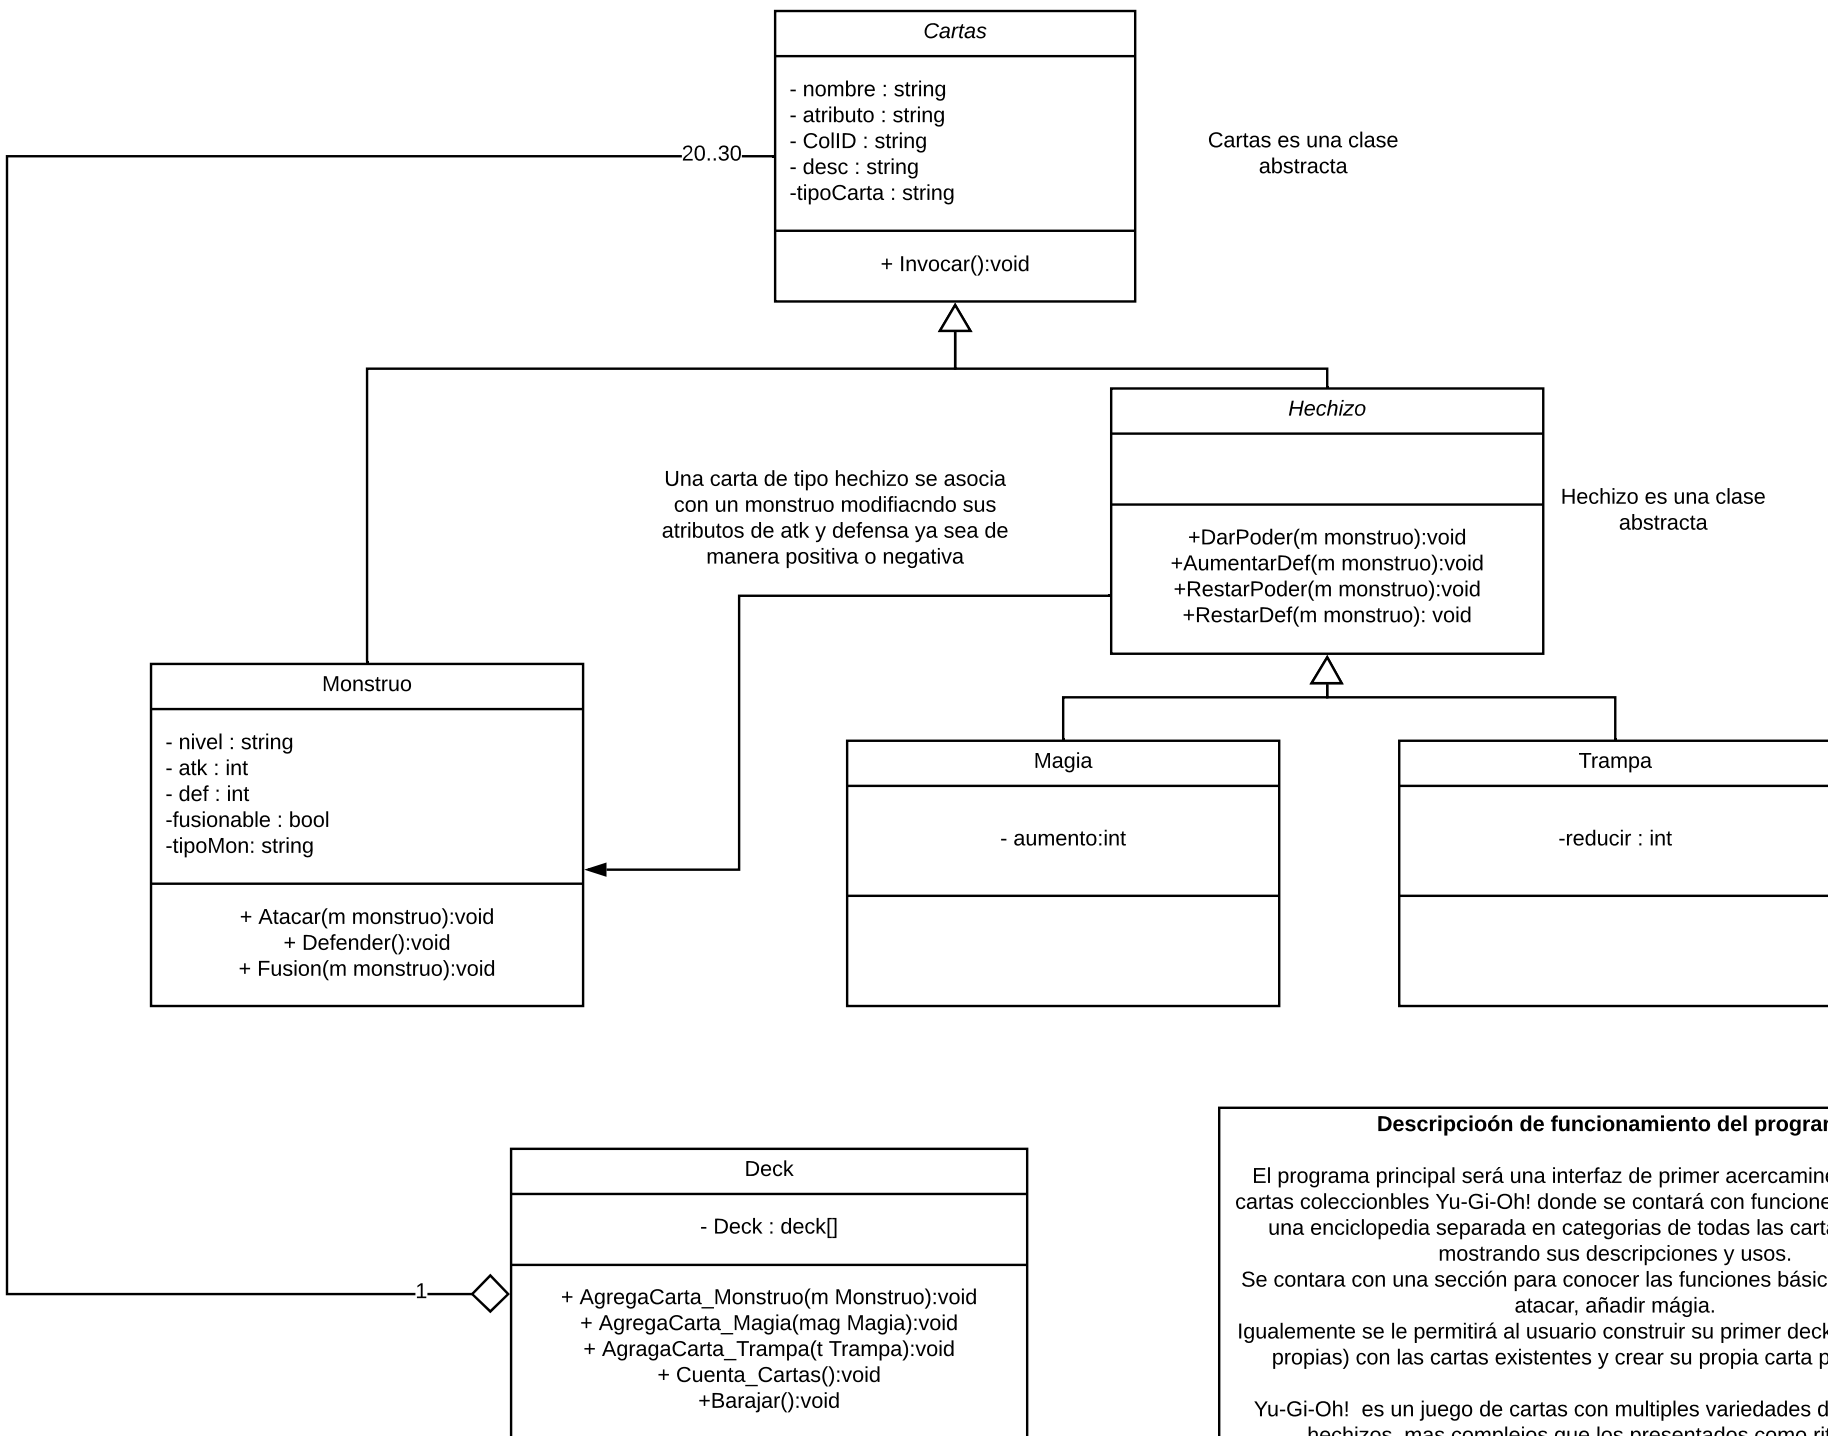 Cartas
- nombre : string
- atributo : string
- ColID : string
- desc : string
-tipoCarta : string
+ Invocar():void
Cartas es una clase
abstracta
20..30
Hechizo
+DarPoder(m monstruo):void
+AumentarDef(m monstruo):void
+RestarPoder(m monstruo):void
+RestarDef(m monstruo): void
Hechizo es una clase
abstracta
Una carta de tipo hechizo se asocia
con un monstruo modifiacndo sus
atributos de atk y defensa ya sea de
manera positiva o negativa
Monstruo
- nivel : string
- atk : int
- def : int
-fusionable : bool
-tipoMon: string
+ Atacar(m monstruo):void
+ Defender():void
+ Fusion(m monstruo):void
Magia
- aumento:int
Trampa
-reducir : int
1
Deck
- Deck : deck[]
+ AgregaCarta_Monstruo(m Monstruo):void
+ AgregaCarta_Magia(mag Magia):void
+ AgragaCarta_Trampa(t Trampa):void
+ Cuenta_Cartas():void
+Barajar():void
Descripcioón de funcionamiento del
El programa principal será una interfaz de primer
cartas coleccionbles Yu-Gi-Oh! donde se contará con
una enciclopedia separada en categorias de todas las
mostrando sus descripciones y usos.
Se contara con una sección para conocer las funciones
atacar, añadir mágia.
Igualemente se le permitirá al usuario construir su primer deck
propias) con las cartas existentes y crear su propia carta
Yu-Gi-Oh!  es un juego de cartas con multiples variedades
hechizos, mas complejos que los presentados como